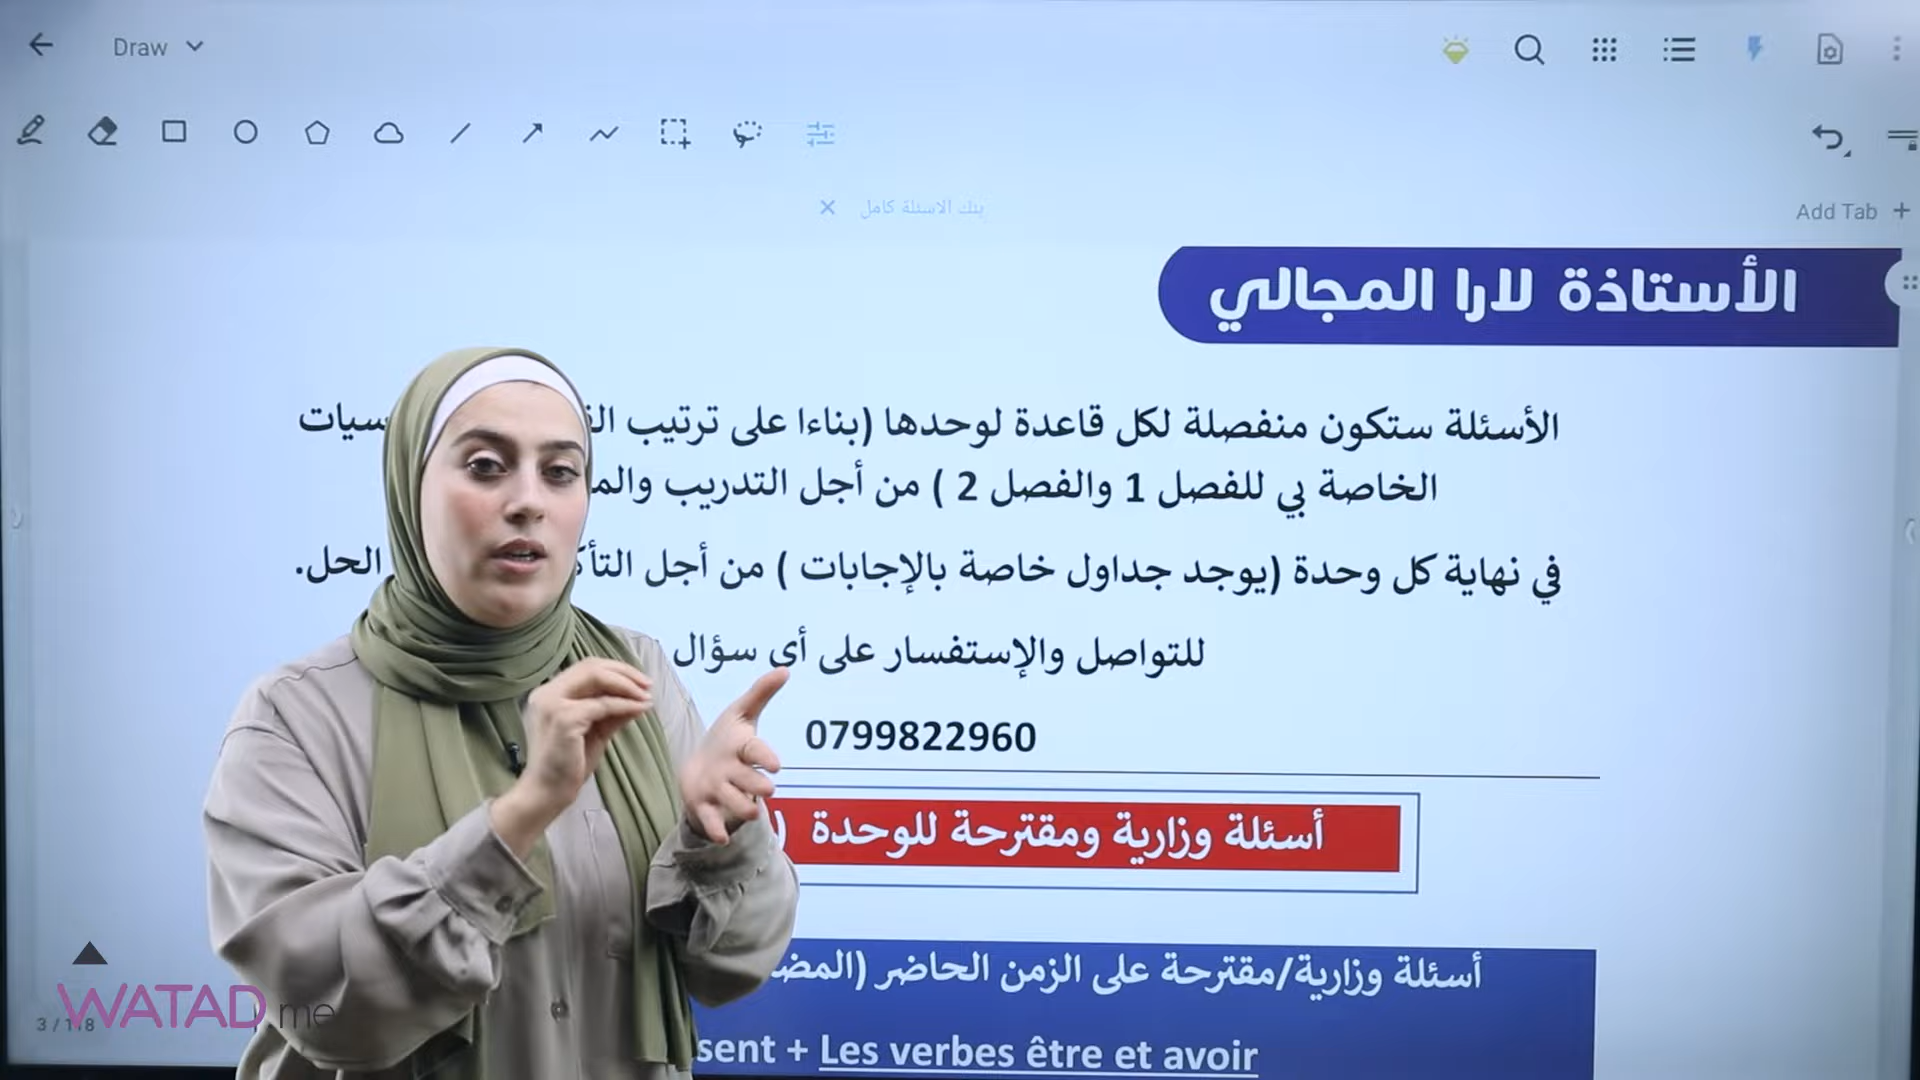 Draw
بنك الاسئلة كامل
Add Tab +
الأستاذة لارا المجالي
الأسئلة ستكون منفصلة لكل قاعدة لوحدها (بناءا على ترتيب
الخاصة بي للفصل 1 والفصل 2 ) من أجل التدريب
في نهاية كل وحدة (يوجد جداول خاصة بالإجابات ) من أجل الحل.
للتواصل والإستفسار على أي سؤال
0799822960
أسئلة وزارية ومقترحة للوحدة
أسئلة وزارية/مقترحة على الزمن الحاضر
+ Les verbes être et avoir
WATAD me